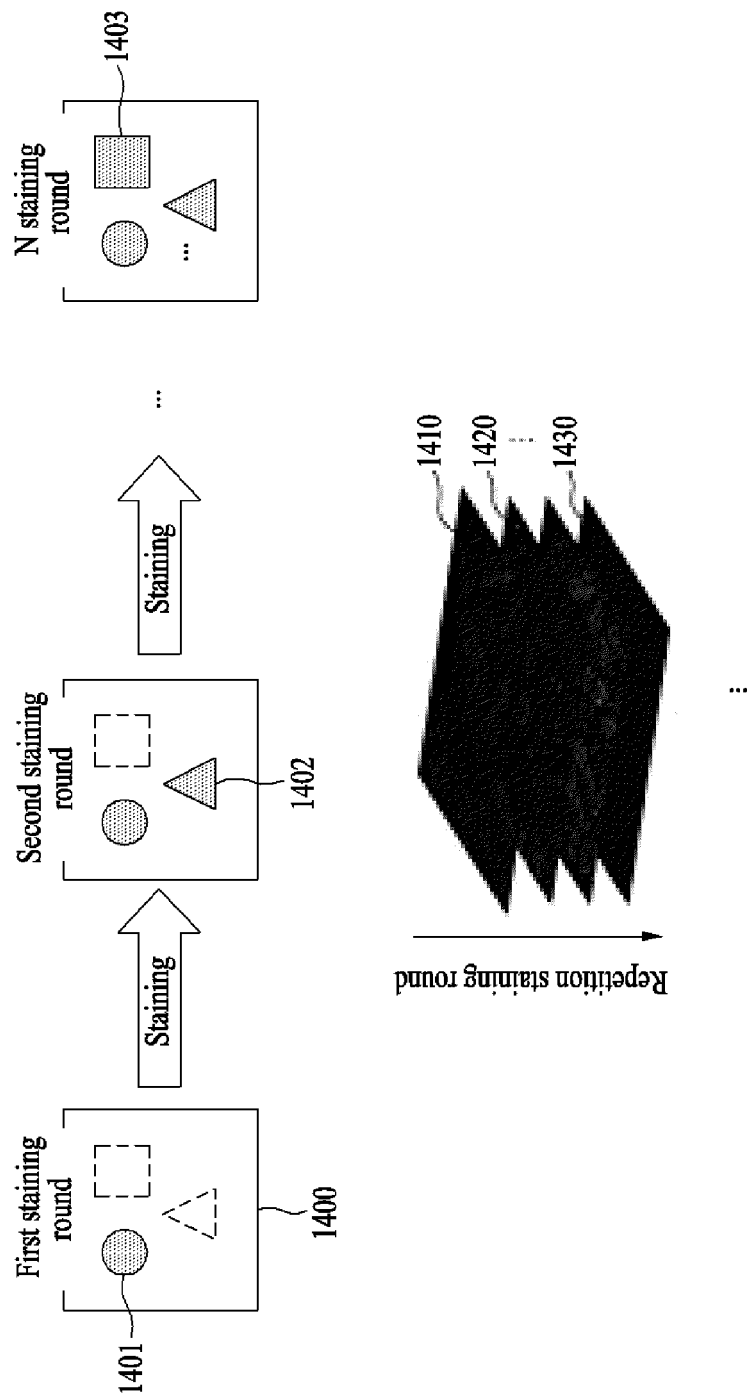 First staining
round
Second staining
round
N staining
round
Staining
Staining
...
...
1401
1400
1402
1403
Repetition staining round
1410
1420
...
1430
...